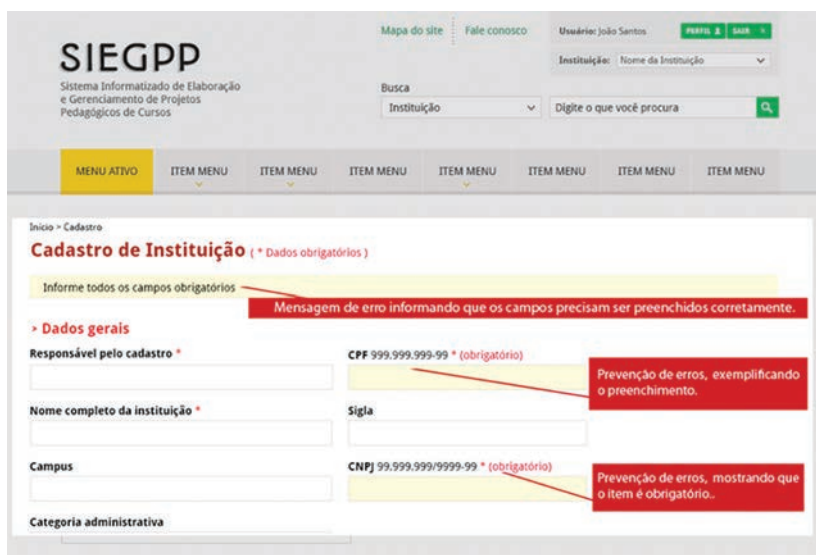 Mapa do site
Fale conosco
Usuário: João Santos
PERFIL
SAIR
SIEGPP
Instituição: Nome da Instituição
Sistema Informatizado de Elaboração
e Gerenciamento de Projetos
Pedagógicos de Cursos
Busca
Instituição
Digite o que você procura
MENU ATIVO
ITEM MENU
ITEM MENU
ITEM MENU
ITEM MENU
ITEM MENU
ITEM MENU
ITEM MENU
Início > Cadastro
Cadastro de Instituição ( * Dados obrigatórios )
Informe todos os campos obrigatórios
Mensagem de erro informando que os campos precisam ser preenchidos corretamente.
> Dados gerais
Responsável pelo cadastro *
CPF 999.999.999-99 * (obrigatório)
Prevenção de erros, exemplificando
o preenchimento.
Nome completo da instituição *
Sigla
Campus
CNPJ 99.999.999/9999-99 * (obrigatório)
Prevenção de erros, mostrando que
o item é obrigatório..
Categoria administrativa